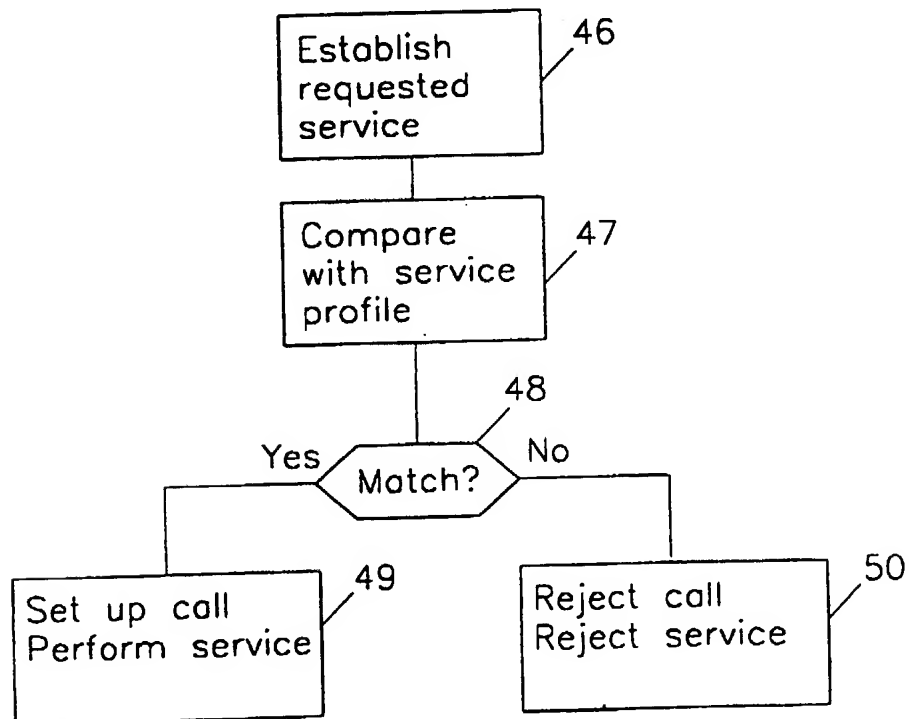 Establish
requested
service
46
Compare
with service
profile
47
48
Yes
Match?
No
Set up call
Perform service
49
Reject call
Reject service
50